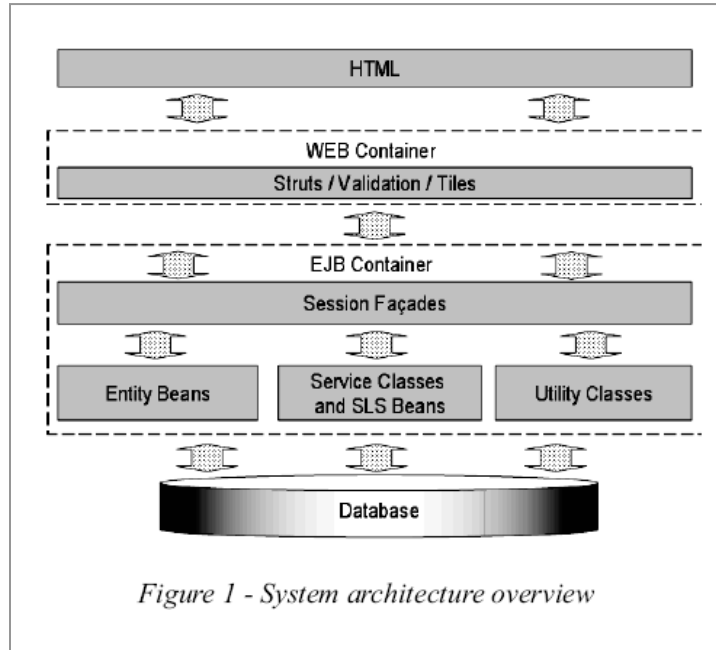 HTML
WEB Container
Struts / Validation / Tiles
EJB Container
Session Façades
Entity Beans
Service Classes
and SLS Beans
Utility Classes
Database
Figure 1 - System architecture overview